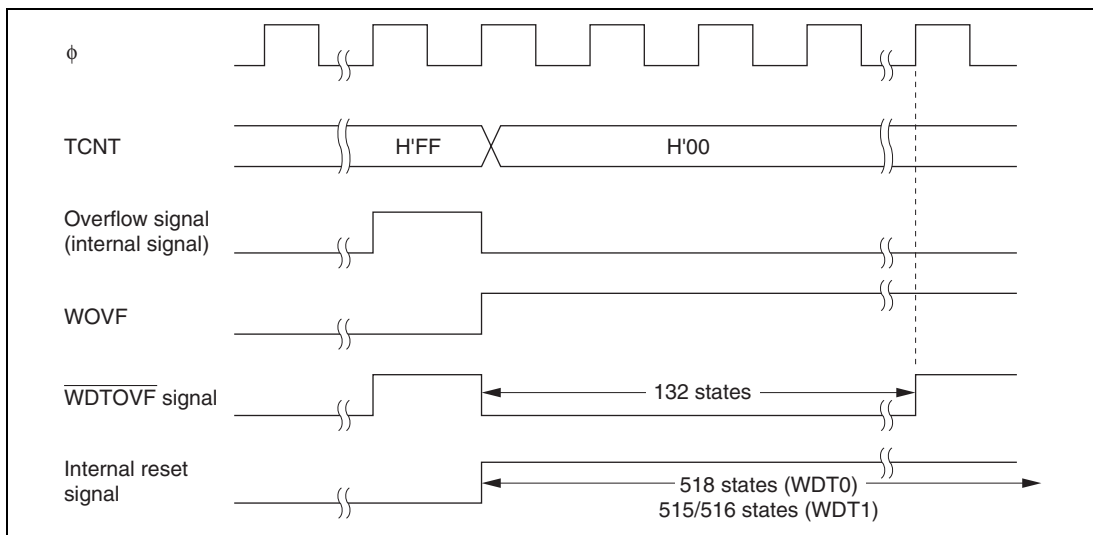 ϕ
TCNT
H'FF
H'00
Overflow signal
(internal signal)
WOVF
WDTOVF signal
132 states
Internal reset
signal
518 states (WDT0)
515/516 states (WDT1)